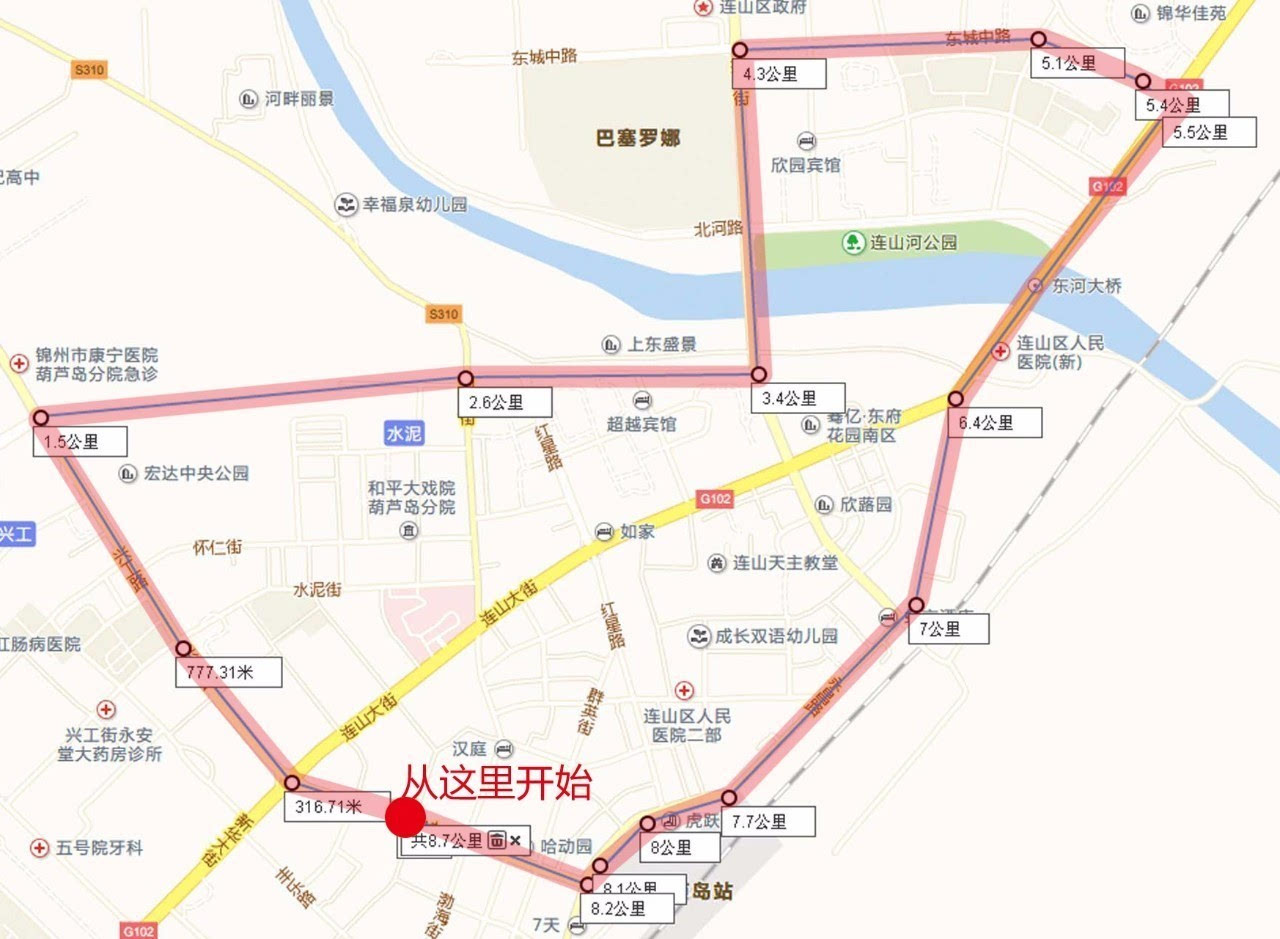 连山区政府
锦华佳苑
东城中路
东城中路
5.1公里
S310
4.3公里
G102
河畔丽景
街
5.4公里
5.5公里
巴塞罗娜
欣园宾馆
高中
G102
幸福泉幼儿园
北河路
连山河公园
东河大桥
S310
连山区人民
医院(新)
上东盛景
锦州市康宁医院
葫芦岛分院急诊
2.6公里
3.4公里
超越宾馆
骞亿·东府
花园南区
6.4公里
街
1.5公里
水泥
红星路
宏达中央公园
和平大戏院
葫芦岛分院
G102
欣蕗园
兴工
如家
怀仁街
兴工路
连山天主教堂
水泥街
连山大街
红星路
7公里
肛肠病医院
成长双语幼儿园
777.31米
群英街
连山区人民
医院二部
兴工街永安
堂大药房诊所
连山大街
汉庭
从这里开始
316.71米
虎跃
7.7公里
共8.7公里
哈动园
8公里
五号院牙科
新华大街
8.1公里
岛站
渤海街
8.2公里
7天
G102